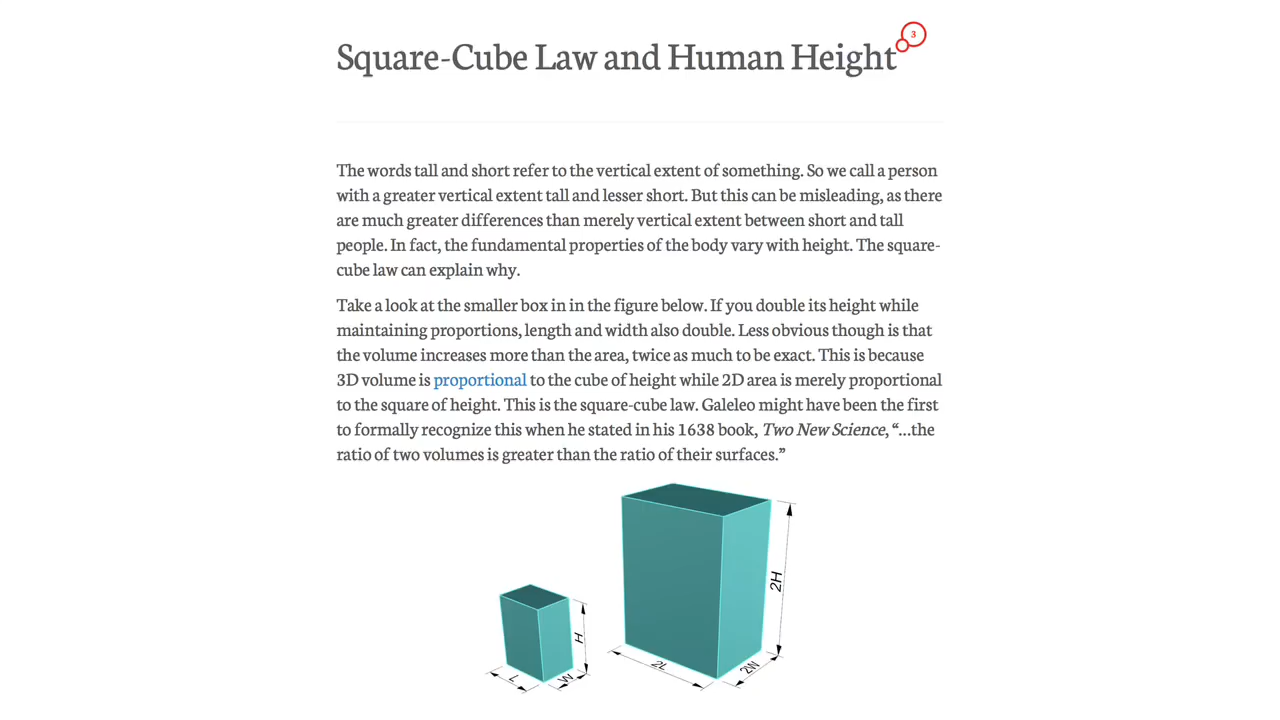 Square-Cube Law and Human Height
3
The words tall and short refer to the vertical extent of something. So we call a person
with a greater vertical extent tall and lesser short. But this can be misleading, as there
are much greater differences than merely vertical extent between short and tall
people. In fact, the fundamental properties of the body vary with height. The square-
cube law can explain why.
Take a look at the smaller box in in the figure below. If you double its height while
maintaining proportions, length and width also double. Less obvious though is that
the volume increases more than the area, twice as much to be exact. This is because
3D volume is proportional to the cube of height while 2D area is merely proportional
to the square of height. This is the square-cube law. Galeleo might have been the first
to formally recognize this when he stated in his 1638 book, Two New Science, “...the
ratio of two volumes is greater than the ratio of their surfaces.”
H
L
W
2H
2L
2W